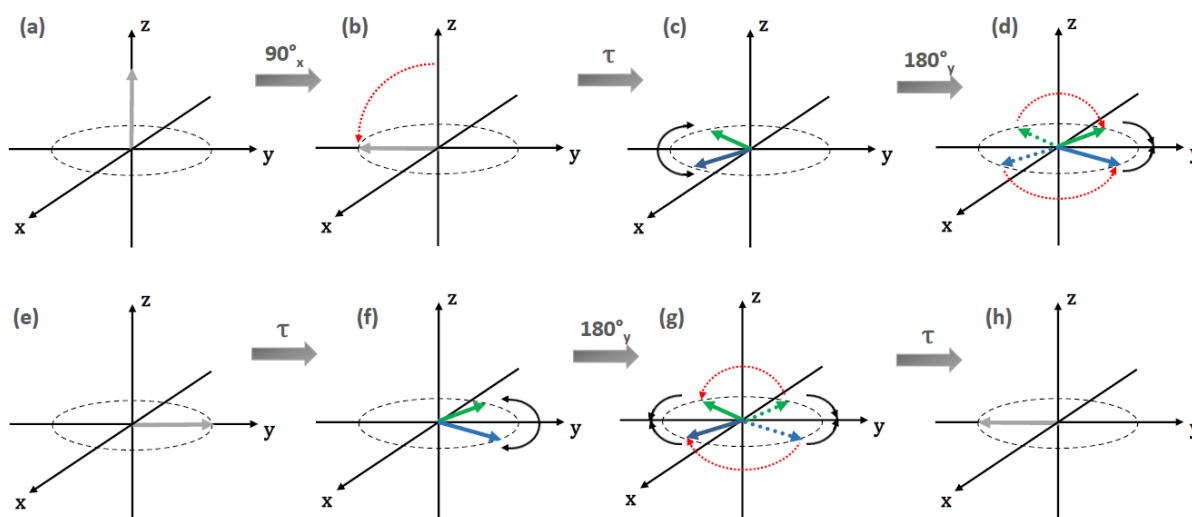 (a) z y x
90°x
(b) z y x
τ
(c) z y x
180°y
(d) z y x
(e) z y x
τ
(f) z y x
180°y
(g) z y x
τ
(h) z y x